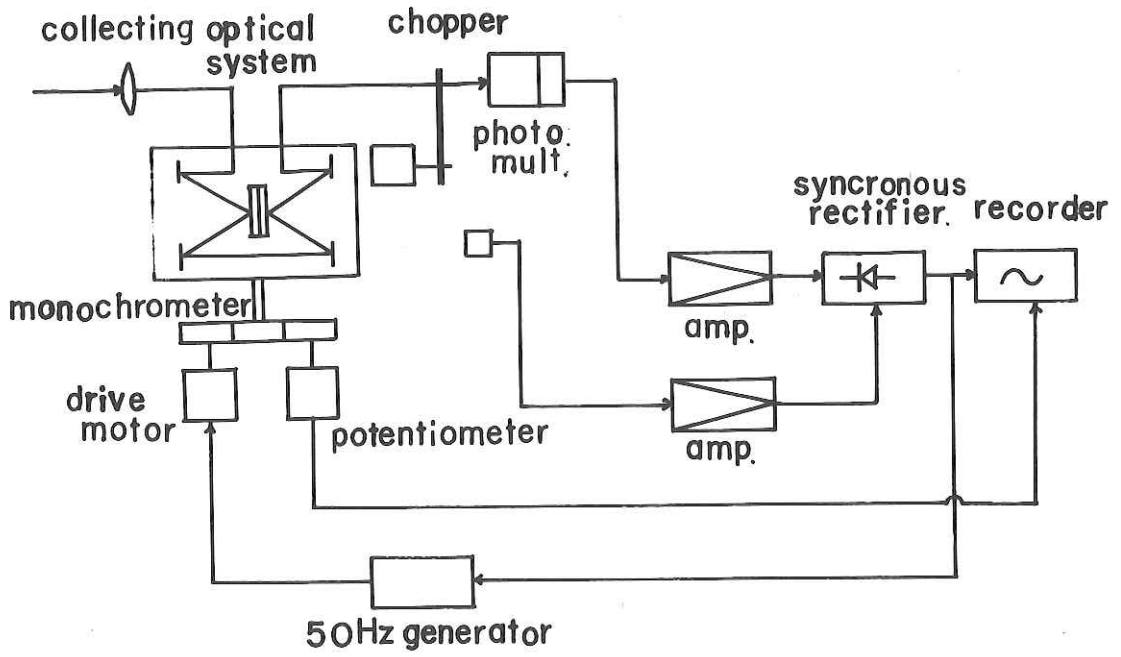 collecting optical
system
chopper
photo.
mult.
syncronous
rectifier.
recorder
monochrometer
amp.
drive
motor
potentiometer
amp.
50Hz generator